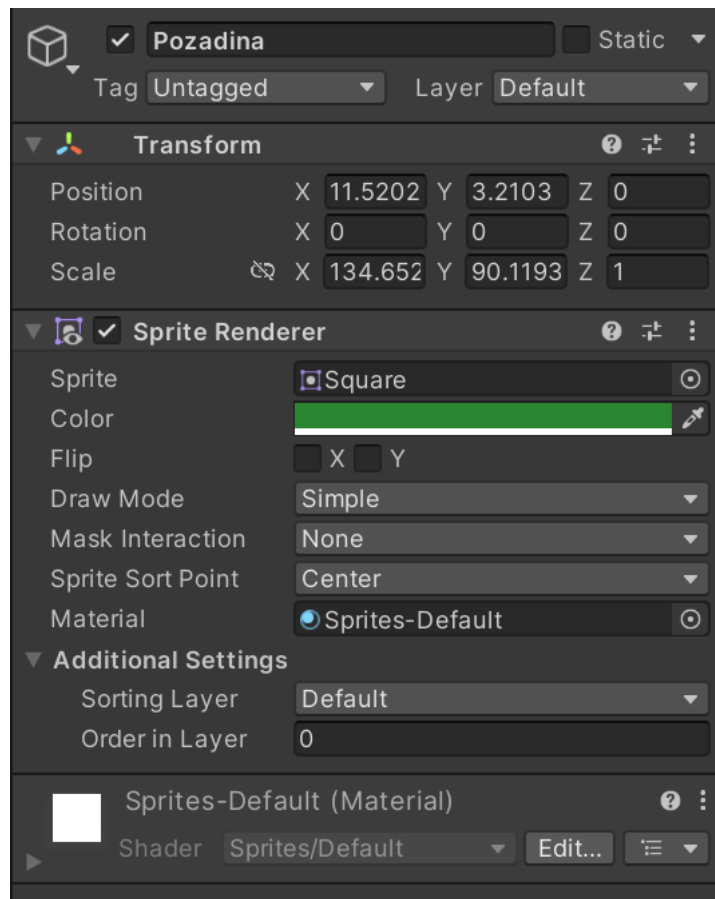 Pozadina Static
Tag Untagged Layer Default
Transform
Position X 11.5202 Y 3.2103 Z 0
Rotation X 0 Y 0 Z 0
Scale X 134.652 Y 90.1193 Z 1
Sprite Renderer
Sprite Square
Color
Flip X Y
Draw Mode Simple
Mask Interaction None
Sprite Sort Point Center
Material Sprites-Default
Additional Settings
Sorting Layer Default
Order in Layer 0
Sprites-Default (Material)
Shader Sprites/Default Edit...